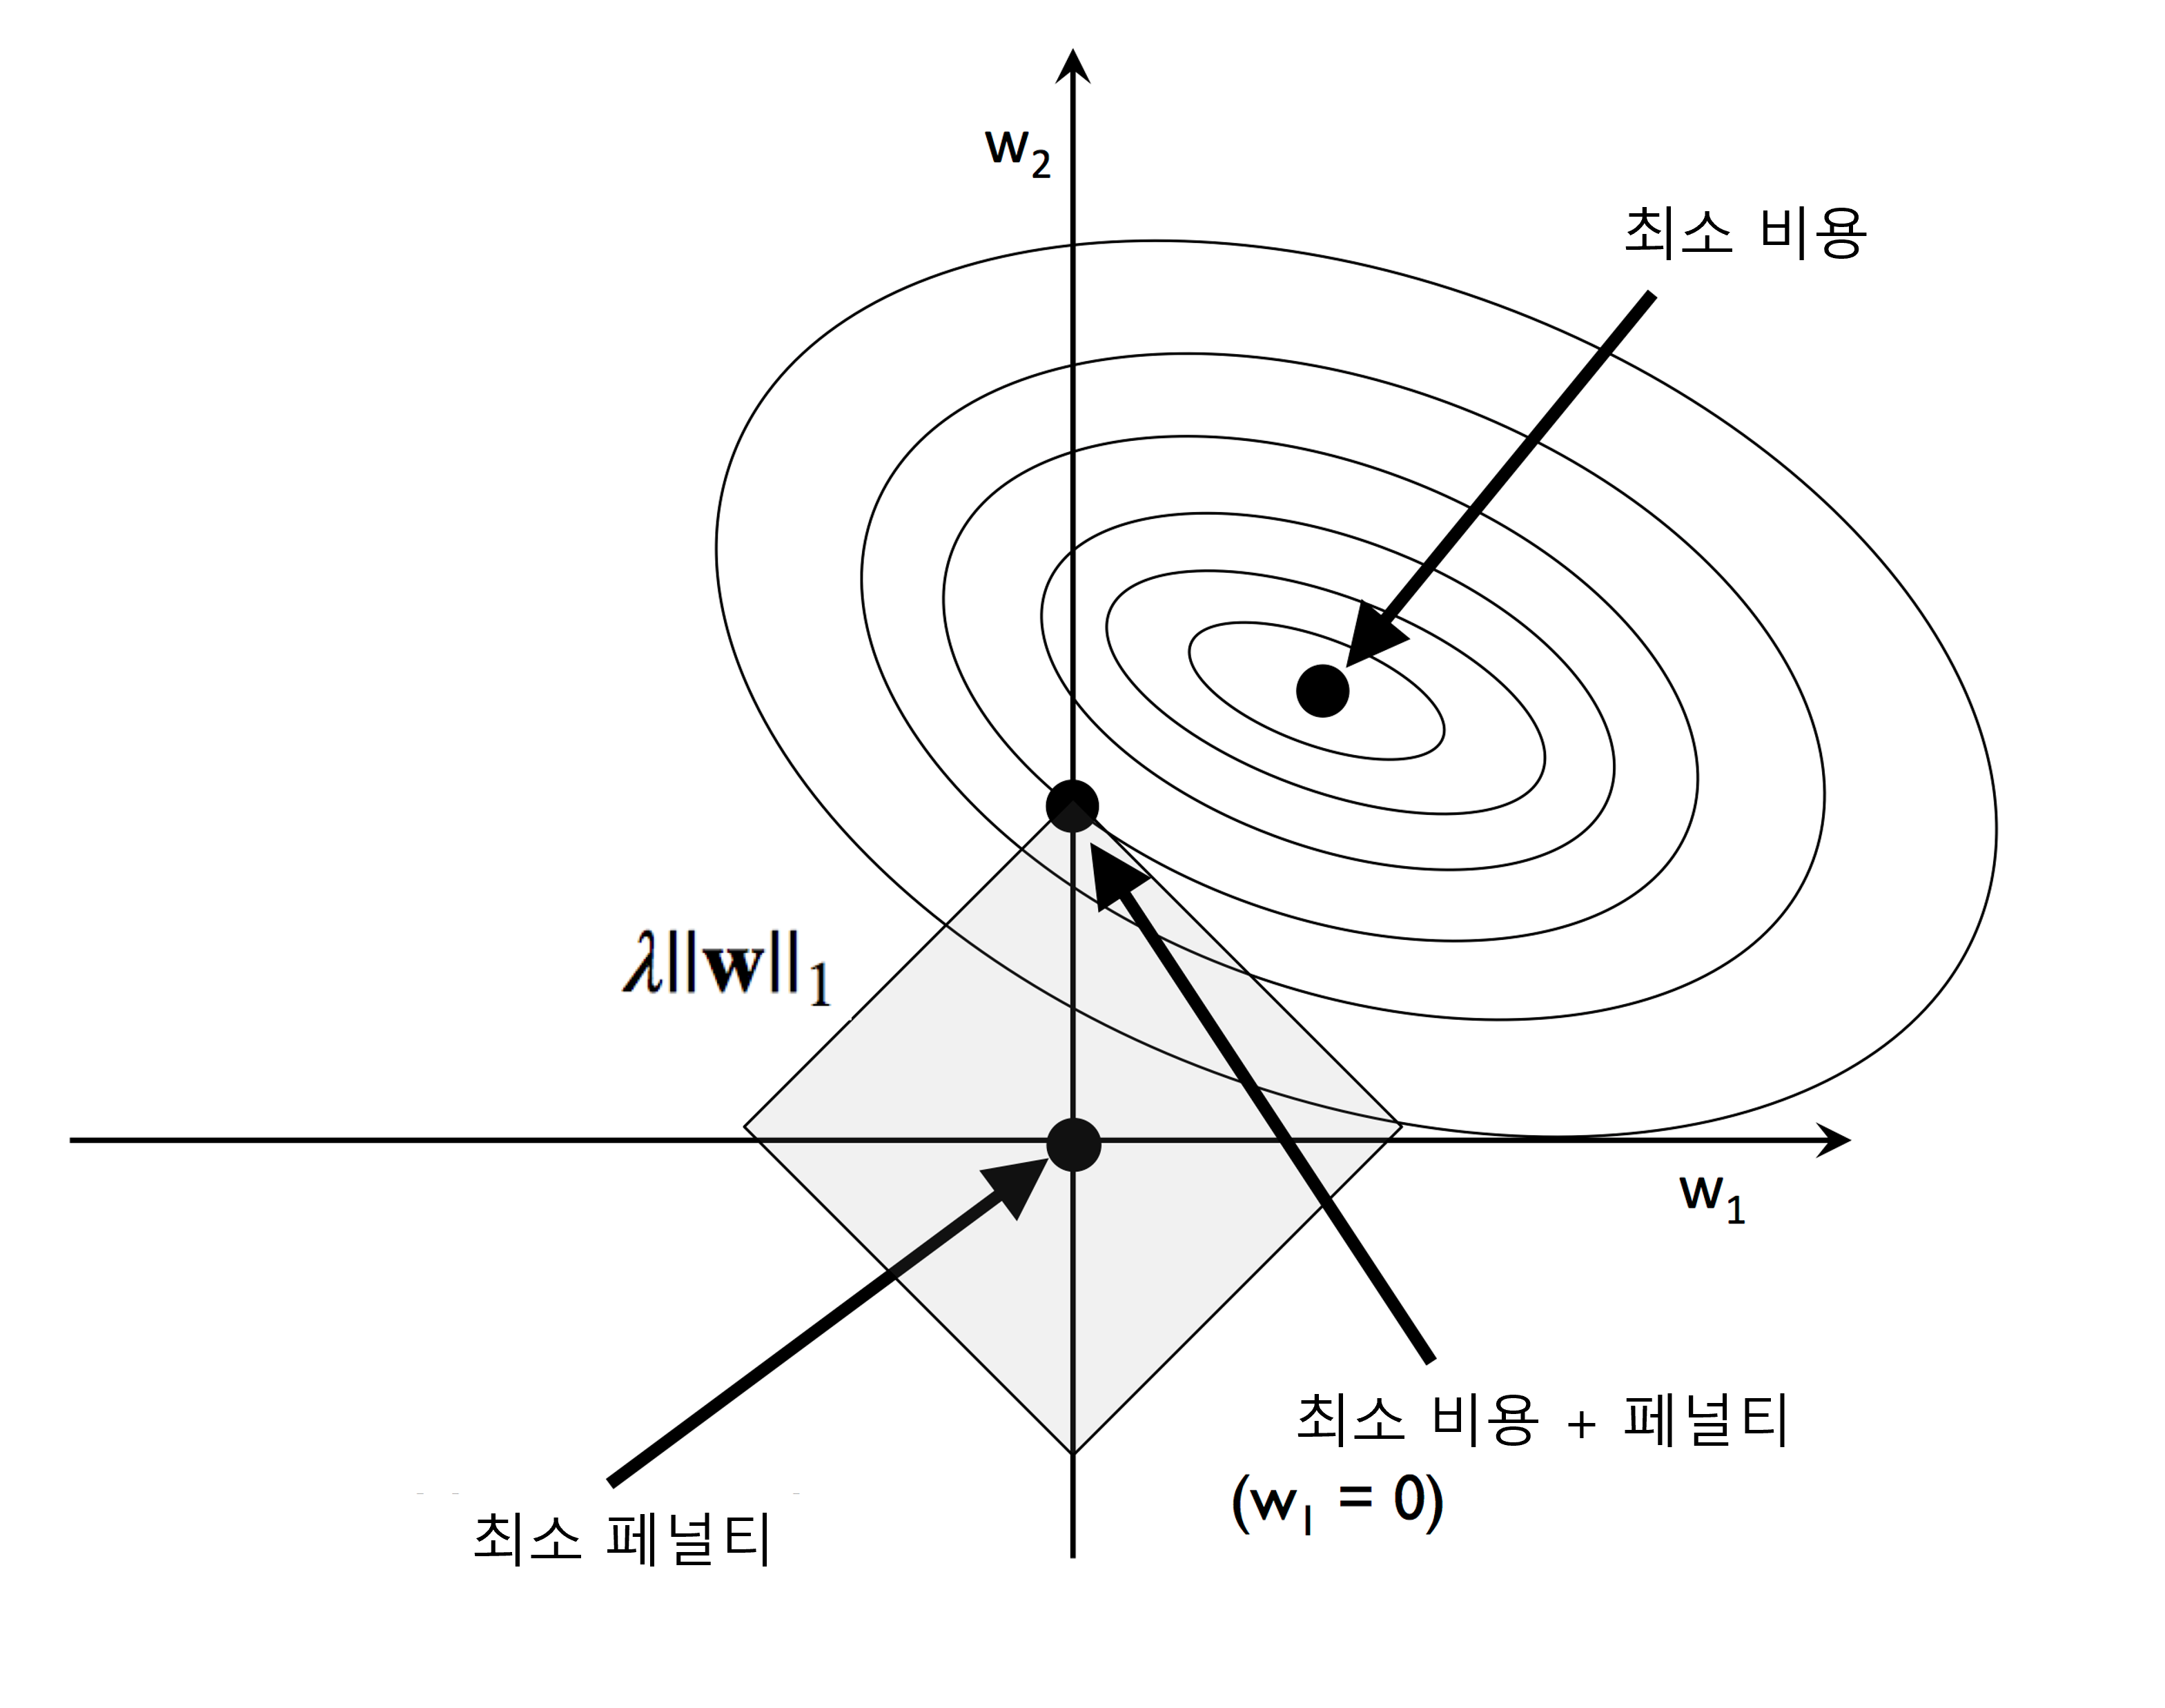 w₂
최소 비용
λ||w||₁
w₁
최소 비용 + 페널티
(w₁ = 0)
최소 페널티